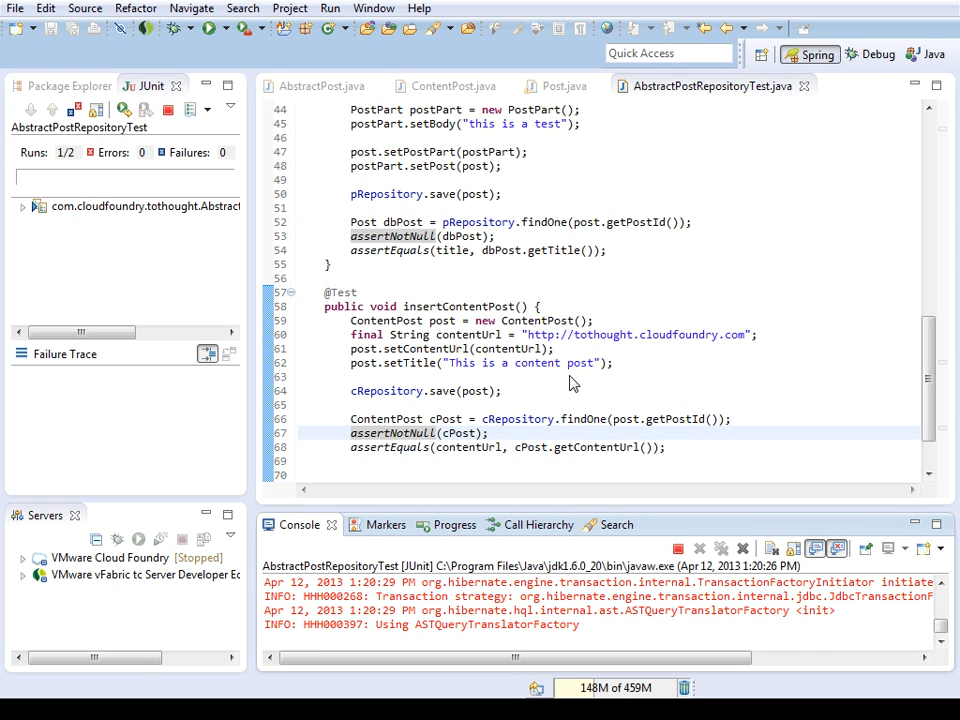 File Edit Source Refactor Navigate Search Project Run Window Help
Quick Access
Spring Debug Java
Package Explorer JUnit
AbstractPostRepositoryTest
Runs: 1/2 Errors: 0 Failures: 0
com.cloudfoundry.tothought.Abstract
Failure Trace
Servers
VMware Cloud Foundry [Stopped]
VMware vFabric tc Server Developer Ed
AbstractPost.java ContentPost.java Post.java AbstractPostRepositoryTest.java
44 PostPart postPart = new PostPart();
45 postPart.setBody("this is a test");
46
47 post.setPostPart(postPart);
48 postPart.setPost(post);
49
50 pRepository.save(post);
51
52 Post dbPost = pRepository.findOne(post.getPostId());
53 assertNotNull(dbPost);
54 assertEquals(title, dbPost.getTitle());
55 }
56
57 @Test
58 public void insertContentPost() {
59 ContentPost post = new ContentPost();
60 final String contentUrl = "http://tothought.cloudfoundry.com";
61 post.setContentUrl(contentUrl);
62 post.setTitle("This is a content post");
63
64 cRepository.save(post);
65
66 ContentPost cPost = cRepository.findOne(post.getPostId());
67 assertNotNull(cPost);
68 assertEquals(contentUrl, cPost.getContentUrl());
69
70
Console Markers Progress Call Hierarchy Search
AbstractPostRepositoryTest [JUnit] C:\Program Files\Java\jdk1.6.0_20\bin\javaw.exe (Apr 12, 2013 1:20:26 PM)
Apr 12, 2013 1:20:29 PM org.hibernate.engine.transaction.internal.TransactionFactoryInitiator initiate
INFO: HHH000268: Transaction strategy: org.hibernate.engine.transaction.internal.jdbc.JdbcTransactionF
Apr 12, 2013 1:20:29 PM org.hibernate.hql.internal.ast.ASTQueryTranslatorFactory <init>
INFO: HHH000397: Using ASTQueryTranslatorFactory
148M of 459M